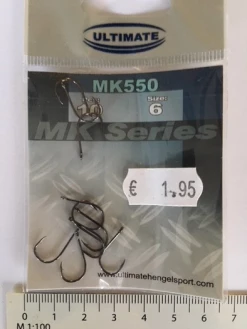 ULTIMATE
MK550
10
Size:
6
MK Series
€ 1.95
www.ultimatehengelsport.com
0 1 2 3 4 5 6 7
M 1:100